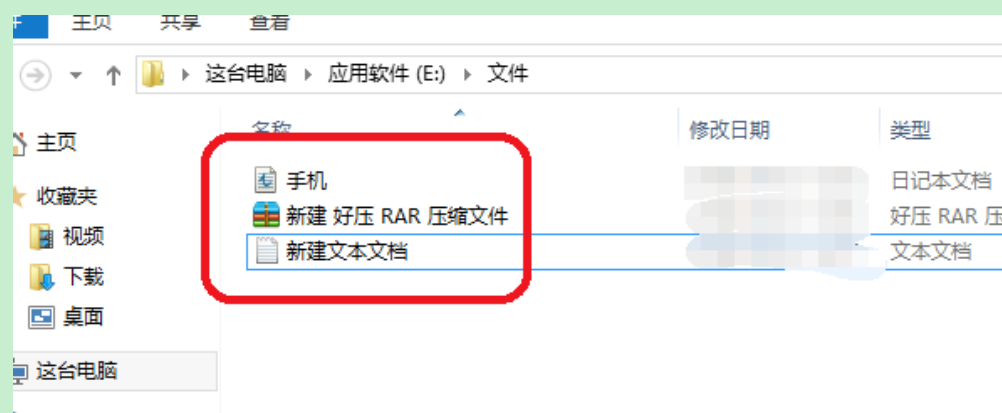 主页 共享 查看
这台电脑 应用软件 (E:) 文件
名称 修改日期 类型
主页
收藏夹
视频
下载
桌面
这台电脑
手机 日记本文档
新建 好压 RAR 压缩文件 好压 RAR 压
新建文本文档 文本文档